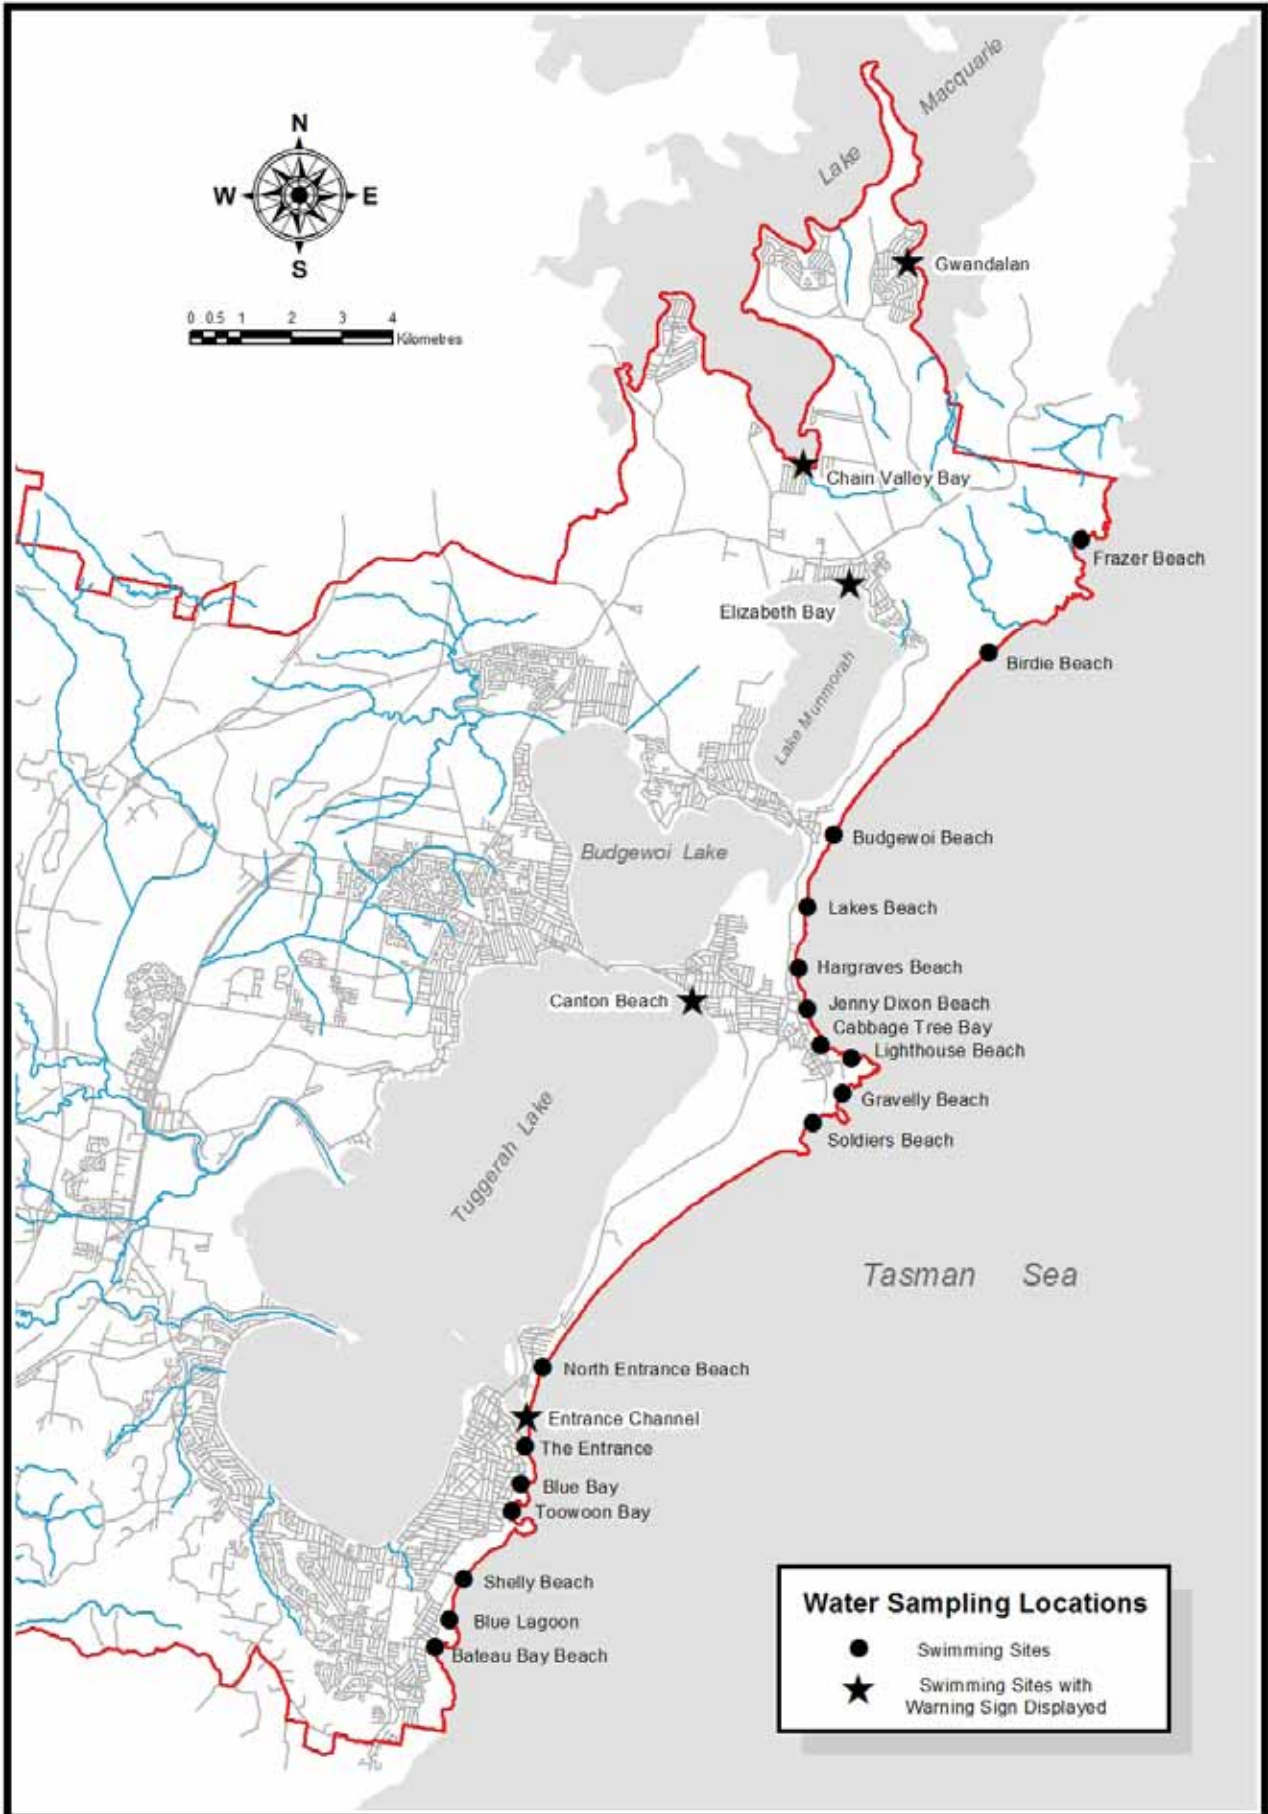 Lake Macquarie
N
W E
S
Gwandalan
0 0.5 1 2 3 4
Kilometres
Chain Valley Bay
Frazer Beach
Elizabeth Bay
Birdie Beach
Lake Munmorah
Budgewoi Beach
Budgewoi Lake
Lakes Beach
Hargraves Beach
Canton Beach
Jenny Dixon Beach
Cabbage Tree Bay
Lighthouse Beach
Gravelly Beach
Soldiers Beach
Tuggerah Lake
Tasman Sea
North Entrance Beach
Entrance Channel
The Entrance
Blue Bay
Toowoon Bay
Shelly Beach
Blue Lagoon
Bateau Bay Beach
Water Sampling Locations
Swimming Sites
Swimming Sites with
Warning Sign Displayed